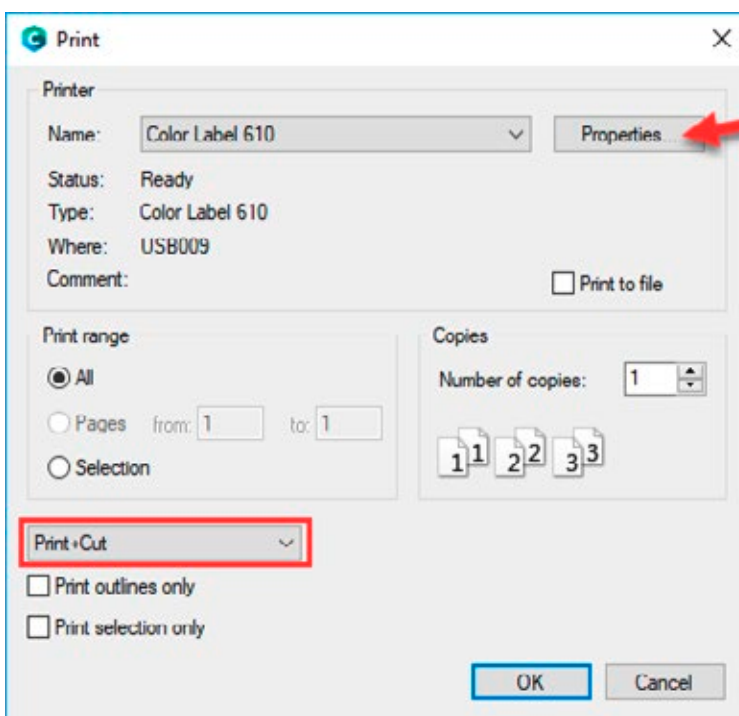 Print
Printer
Name: Color Label 610 Properties...
Status: Ready
Type: Color Label 610
Where: USB009
Comment: Print to file
Print range Copies
All Number of copies: 1
Pages from: 1 to: 1
1 1 2 2 3 3
Selection
Print+Cut
Print outlines only
Print selection only
OK Cancel